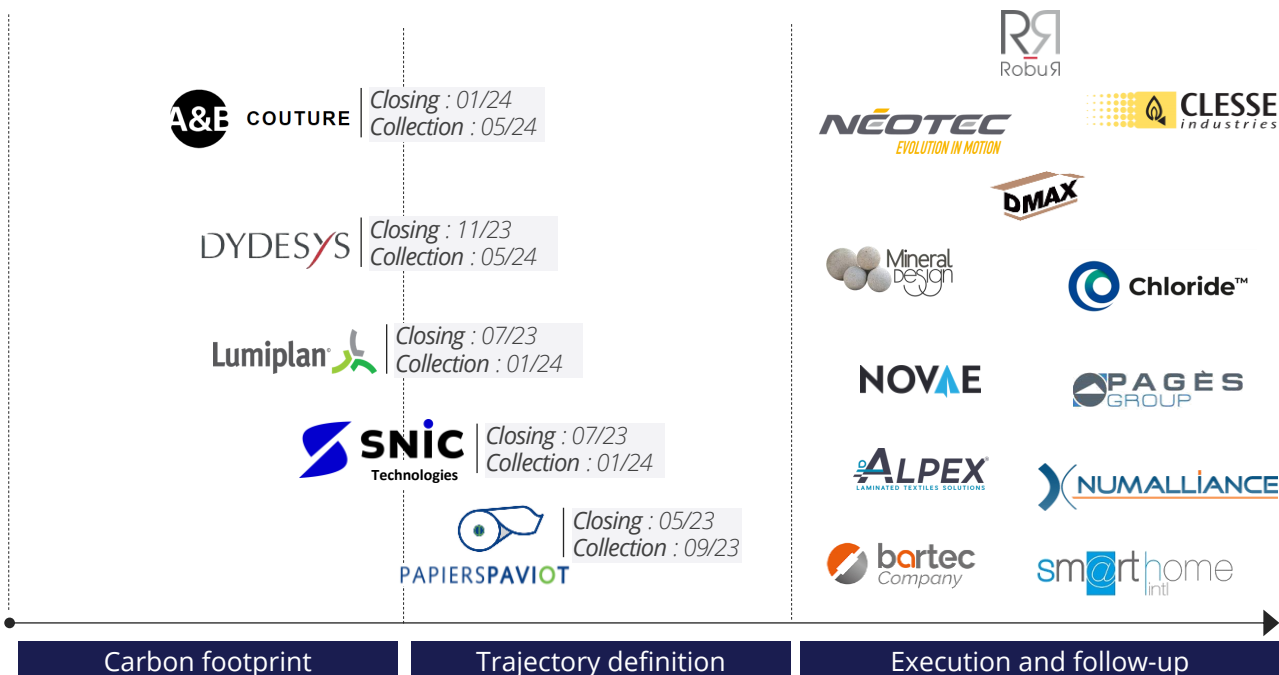 A&B COUTURE
Closing : 01/24
Collection : 05/24
DYDESYS
Closing : 11/23
Collection : 05/24
Lumiplan
Closing : 07/23
Collection : 01/24
SNiC
Technologies
Closing : 07/23
Collection : 01/24
PAPIERSPAVIOT
Closing : 05/23
Collection : 09/23
RR
RobuR
NÉOTEC
EVOLUTION IN MOTION
CLESSE
industries
DMAX
Mineral
Design
Chloride™
NOVAE
PAGÈS
GROUP
ALPEX
LAMINATED TEXTILES SOLUTIONS
NUMALLiANCE
bartec
Company
sm@rt home
intl
Carbon footprint
Trajectory definition
Execution and follow-up